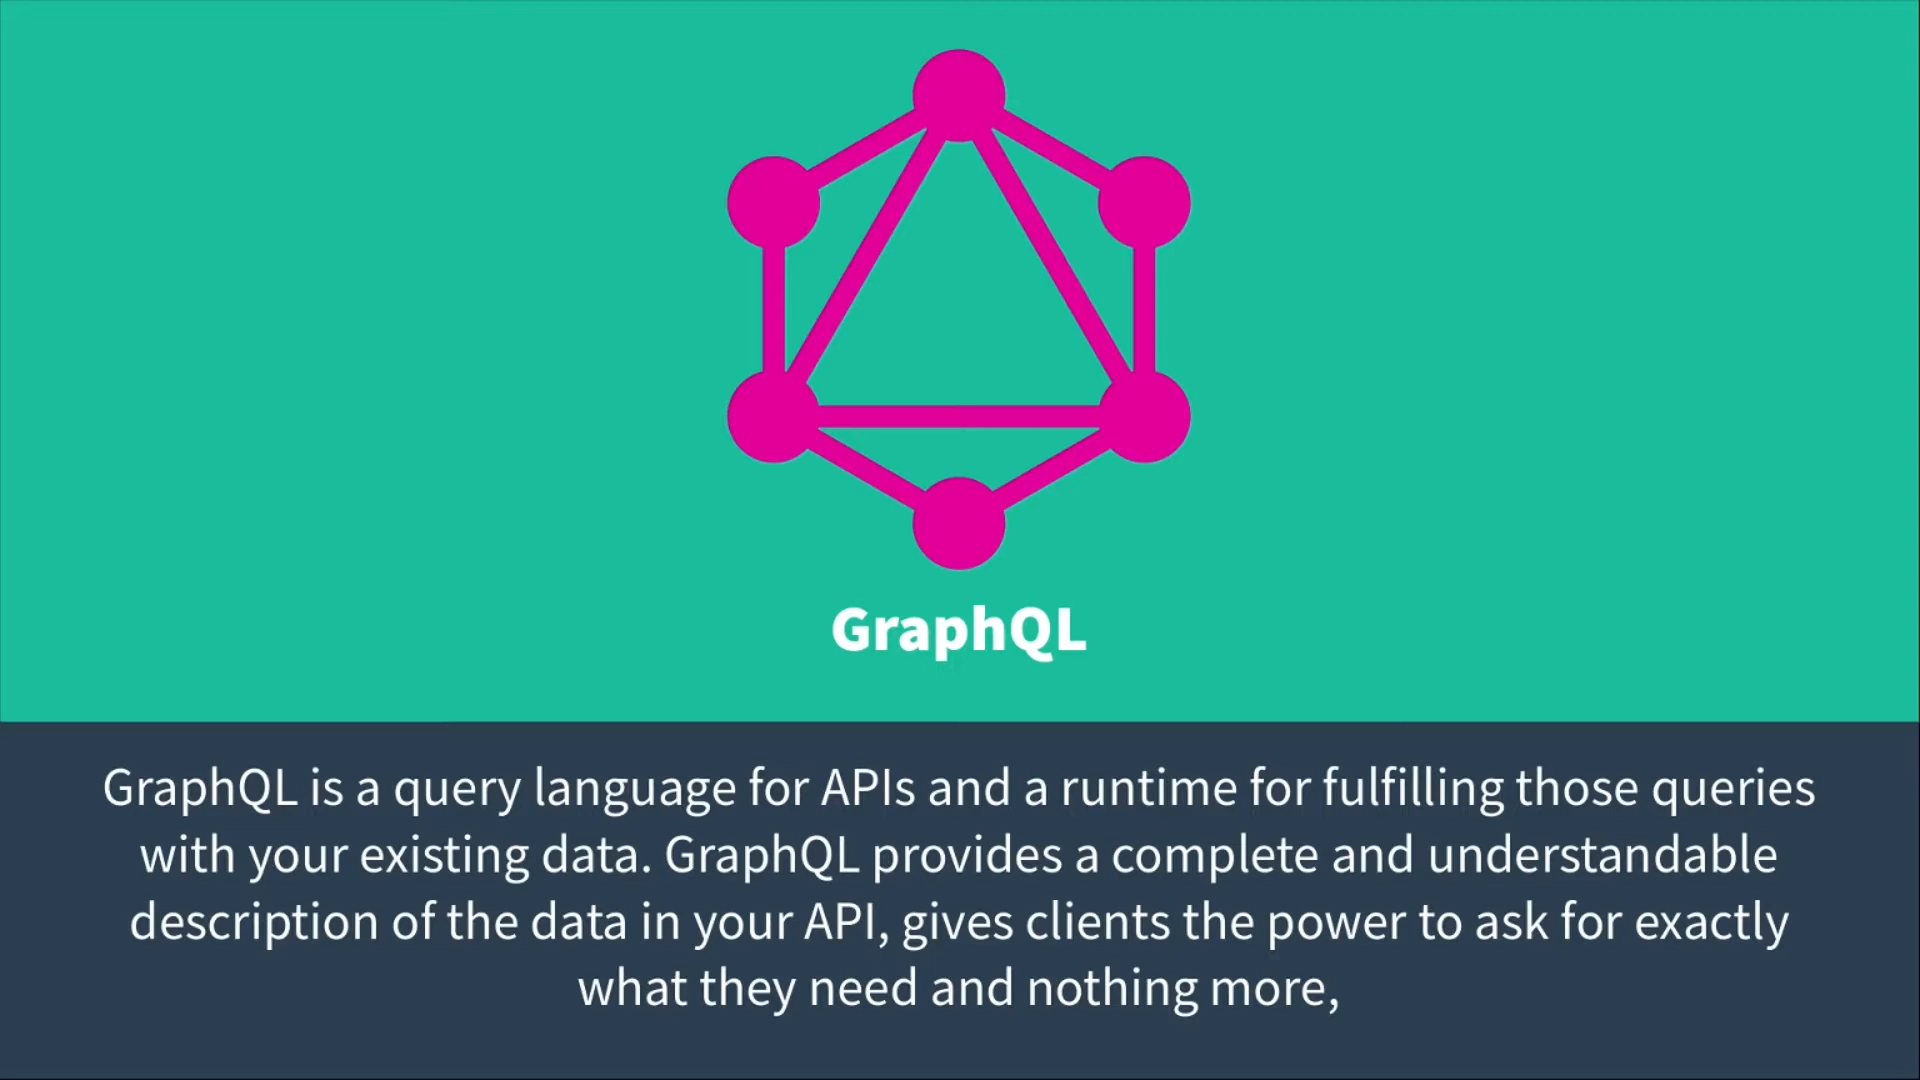 GraphQL
GraphQL is a query language for APIs and a runtime for fulfilling those queries
with your existing data. GraphQL provides a complete and understandable
description of the data in your API, gives clients the power to ask for exactly
what they need and nothing more,